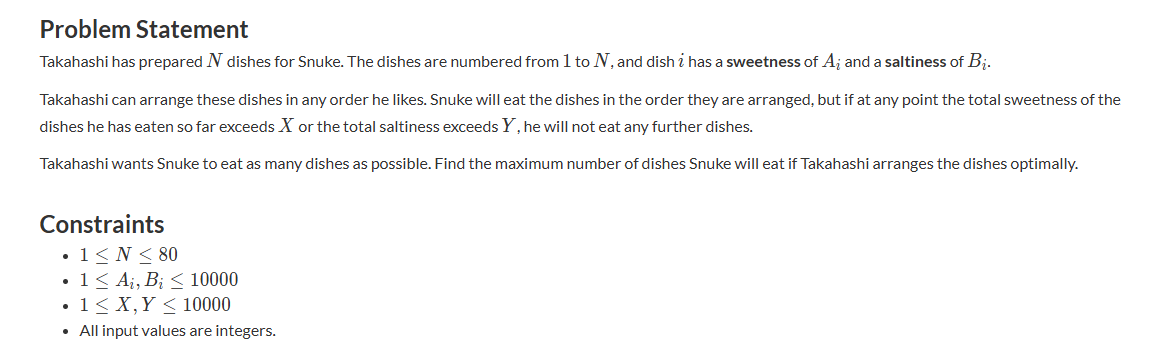 Problem Statement
Takahashi has prepared N dishes for Snuke. The dishes are numbered from 1 to N, and dish i has a sweetness of A_i and a saltiness of B_i.
Takahashi can arrange these dishes in any order he likes. Snuke will eat the dishes in the order they are arranged, but if at any point the total sweetness of the
dishes he has eaten so far exceeds X or the total saltiness exceeds Y, he will not eat any further dishes.
Takahashi wants Snuke to eat as many dishes as possible. Find the maximum number of dishes Snuke will eat if Takahashi arranges the dishes optimally.
Constraints
• 1 ≤ N ≤ 80
• 1 ≤ A_i, B_i ≤ 10000
• 1 ≤ X, Y ≤ 10000
• All input values are integers.